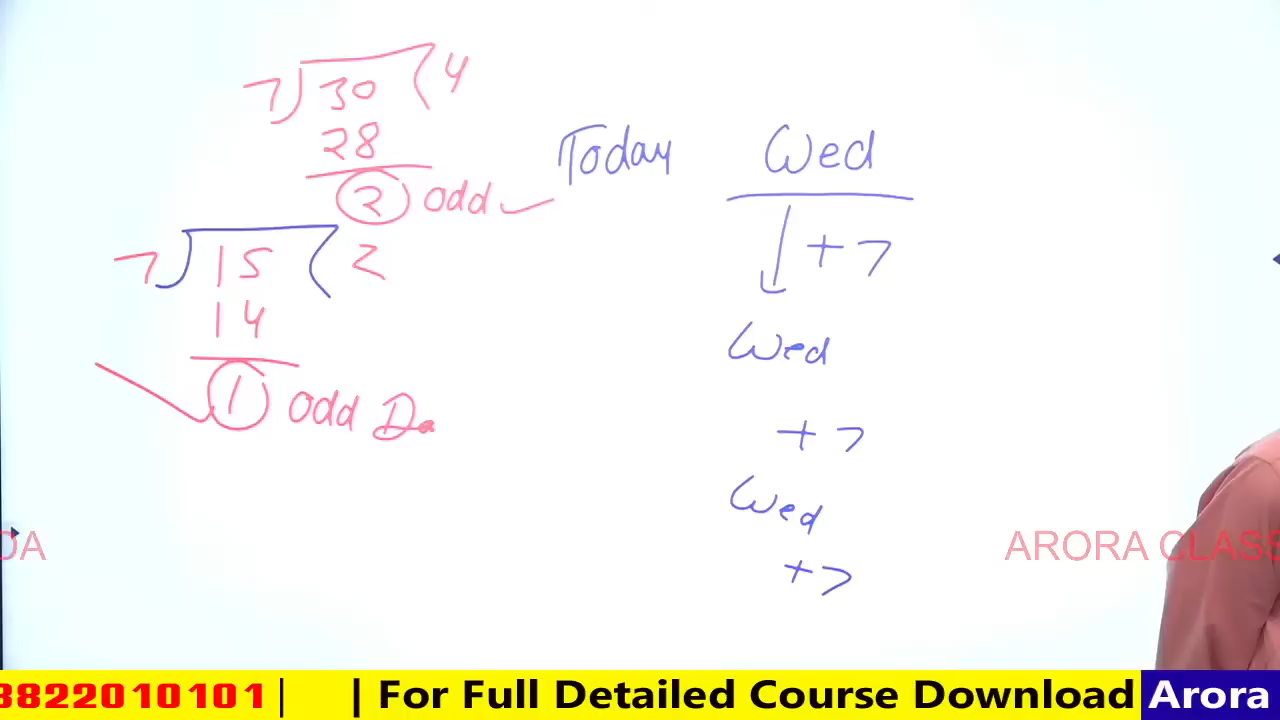 7) 30 ( 4
28
2 odd ✓
7) 15 ( 2
14
1 odd Da
Today Wed
+7
Wed
+7
Wed
+7
DA
ARORA CLASS
8822010101 | | For Full Detailed Course Download Arora